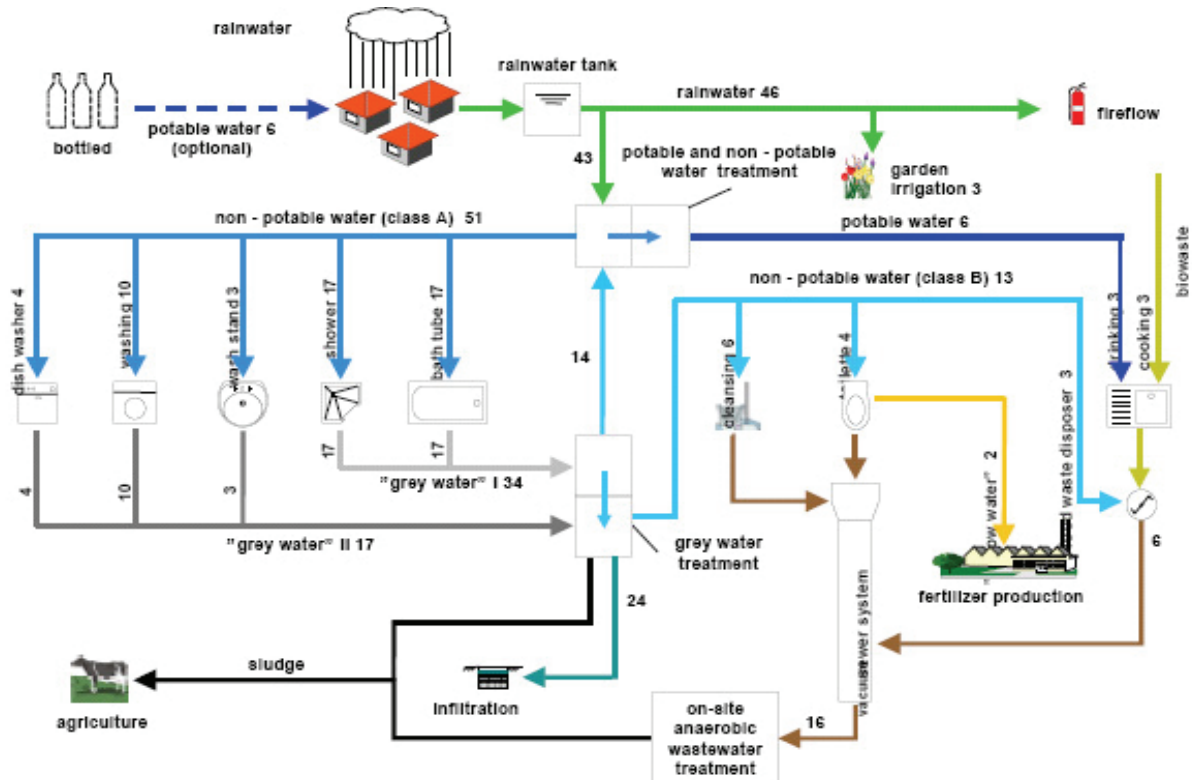 rainwater
rainwater tank
rainwater 46
bottled
potable water 6
(optional)
fireflow
43
potable and non - potable
water treatment
garden
irrigation 3
non - potable water (class A) 51
potable water 6
biowaste
non - potable water (class B) 13
dish washer 4
washing 10
wash stand 3
shower 17
bath tube 17
14
cleansing 6
4
drinking 3
cooking 3
17
17
"grey water" I 34
4
10
3
"grey water" II 17
grey water
treatment
2
waste disposer 3
6
fertilizer production
24
sewer system
sludge
agriculture
infiltration
on-site
anaerobic
wastewater
treatment
16